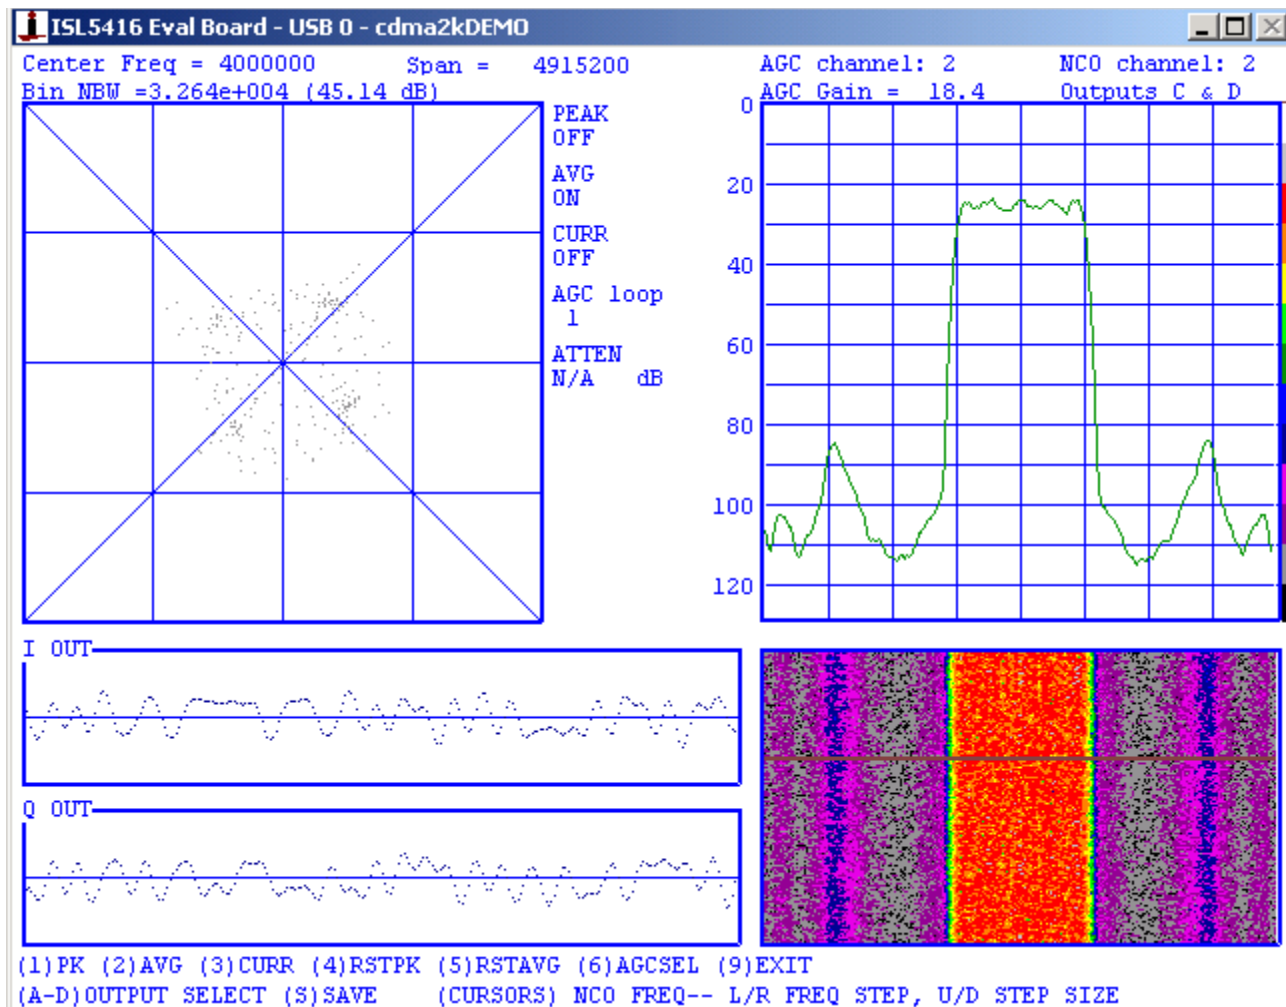 ISL5416 Eval Board - USB 0 - cdma2kDEMO
Center Freq = 4000000 Span = 4915200
Bin NBW =3.264e+004 (45.14 dB)
AGC channel: 2 NCO channel: 2
AGC Gain = 18.4 Outputs C & D
PEAK
OFF
AVG
ON
CURR
OFF
AGC loop
1
ATTEN
N/A dB
0
20
40
60
80
100
120
I OUT
Q OUT
(1)PK (2)AVG (3)CURR (4)RSTPK (5)RSTAVG (6)AGCSEL (9)EXIT
(A-D)OUTPUT SELECT (S)SAVE (CURSORS) NCO FREQ-- L/R FREQ STEP, U/D STEP SIZE